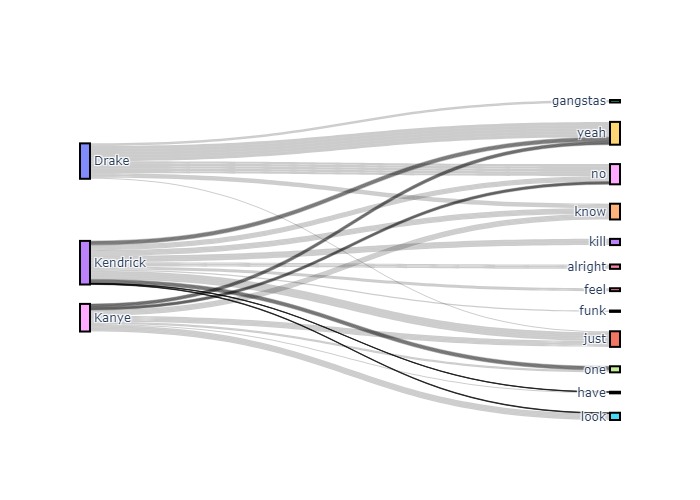 gangstas
yeah
Drake
no
know
kill
Kendrick
alright
feel
funk
Kanye
just
one
have
look